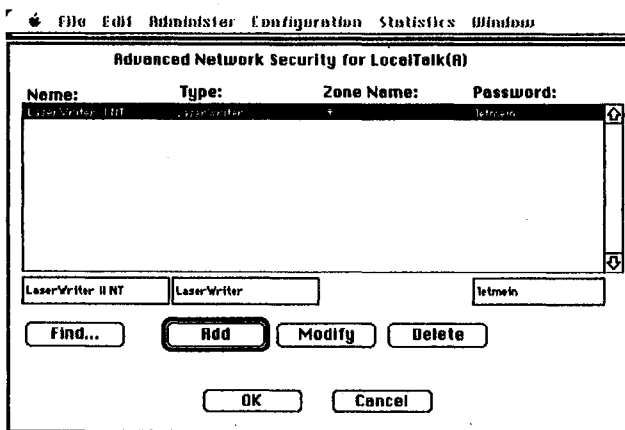 File Edit Administer Configuration Statistics Window
Advanced Network Security for LocalTalk(A)
Name: Type: Zone Name: Password:
LaserWriter II NT LaserWriter * letmein
LaserWriter II NT LaserWriter letmein
Find... Add Modify Delete
OK Cancel